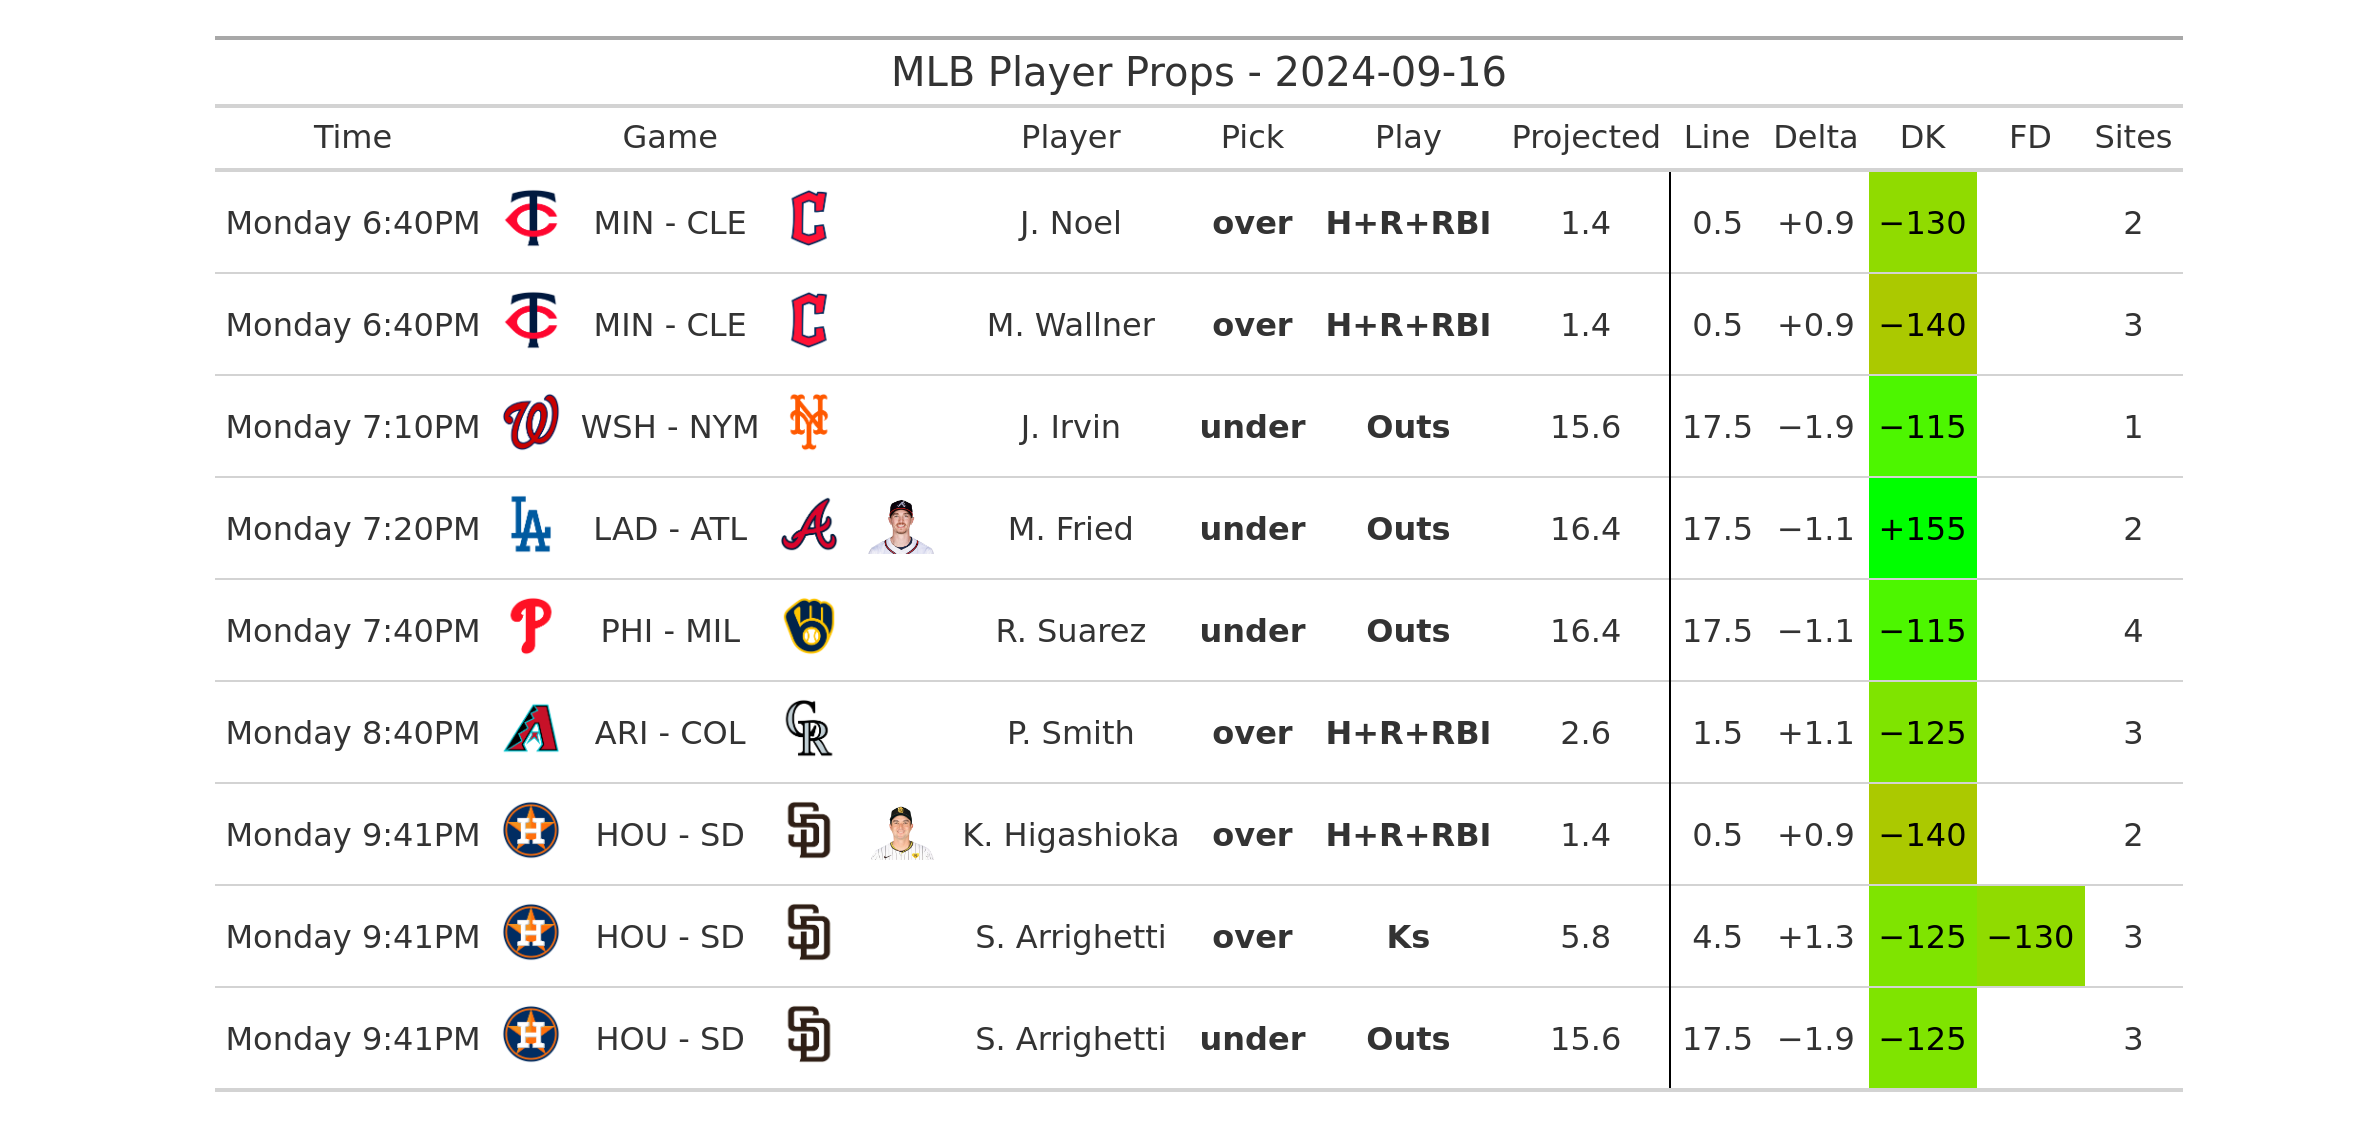 MLB Player Props - 2024-09-16
Time Game Player Pick Play Projected Line Delta DK FD Sites
Monday 6:40PM MIN - CLE J. Noel over H+R+RBI 1.4 0.5 +0.9 −130 2
Monday 6:40PM MIN - CLE M. Wallner over H+R+RBI 1.4 0.5 +0.9 −140 3
Monday 7:10PM WSH - NYM J. Irvin under Outs 15.6 17.5 −1.9 −115 1
Monday 7:20PM LAD - ATL M. Fried under Outs 16.4 17.5 −1.1 +155 2
Monday 7:40PM PHI - MIL R. Suarez under Outs 16.4 17.5 −1.1 −115 4
Monday 8:40PM ARI - COL P. Smith over H+R+RBI 2.6 1.5 +1.1 −125 3
Monday 9:41PM HOU - SD K. Higashioka over H+R+RBI 1.4 0.5 +0.9 −140 2
Monday 9:41PM HOU - SD S. Arrighetti over Ks 5.8 4.5 +1.3 −125 −130 3
Monday 9:41PM HOU - SD S. Arrighetti under Outs 15.6 17.5 −1.9 −125 3